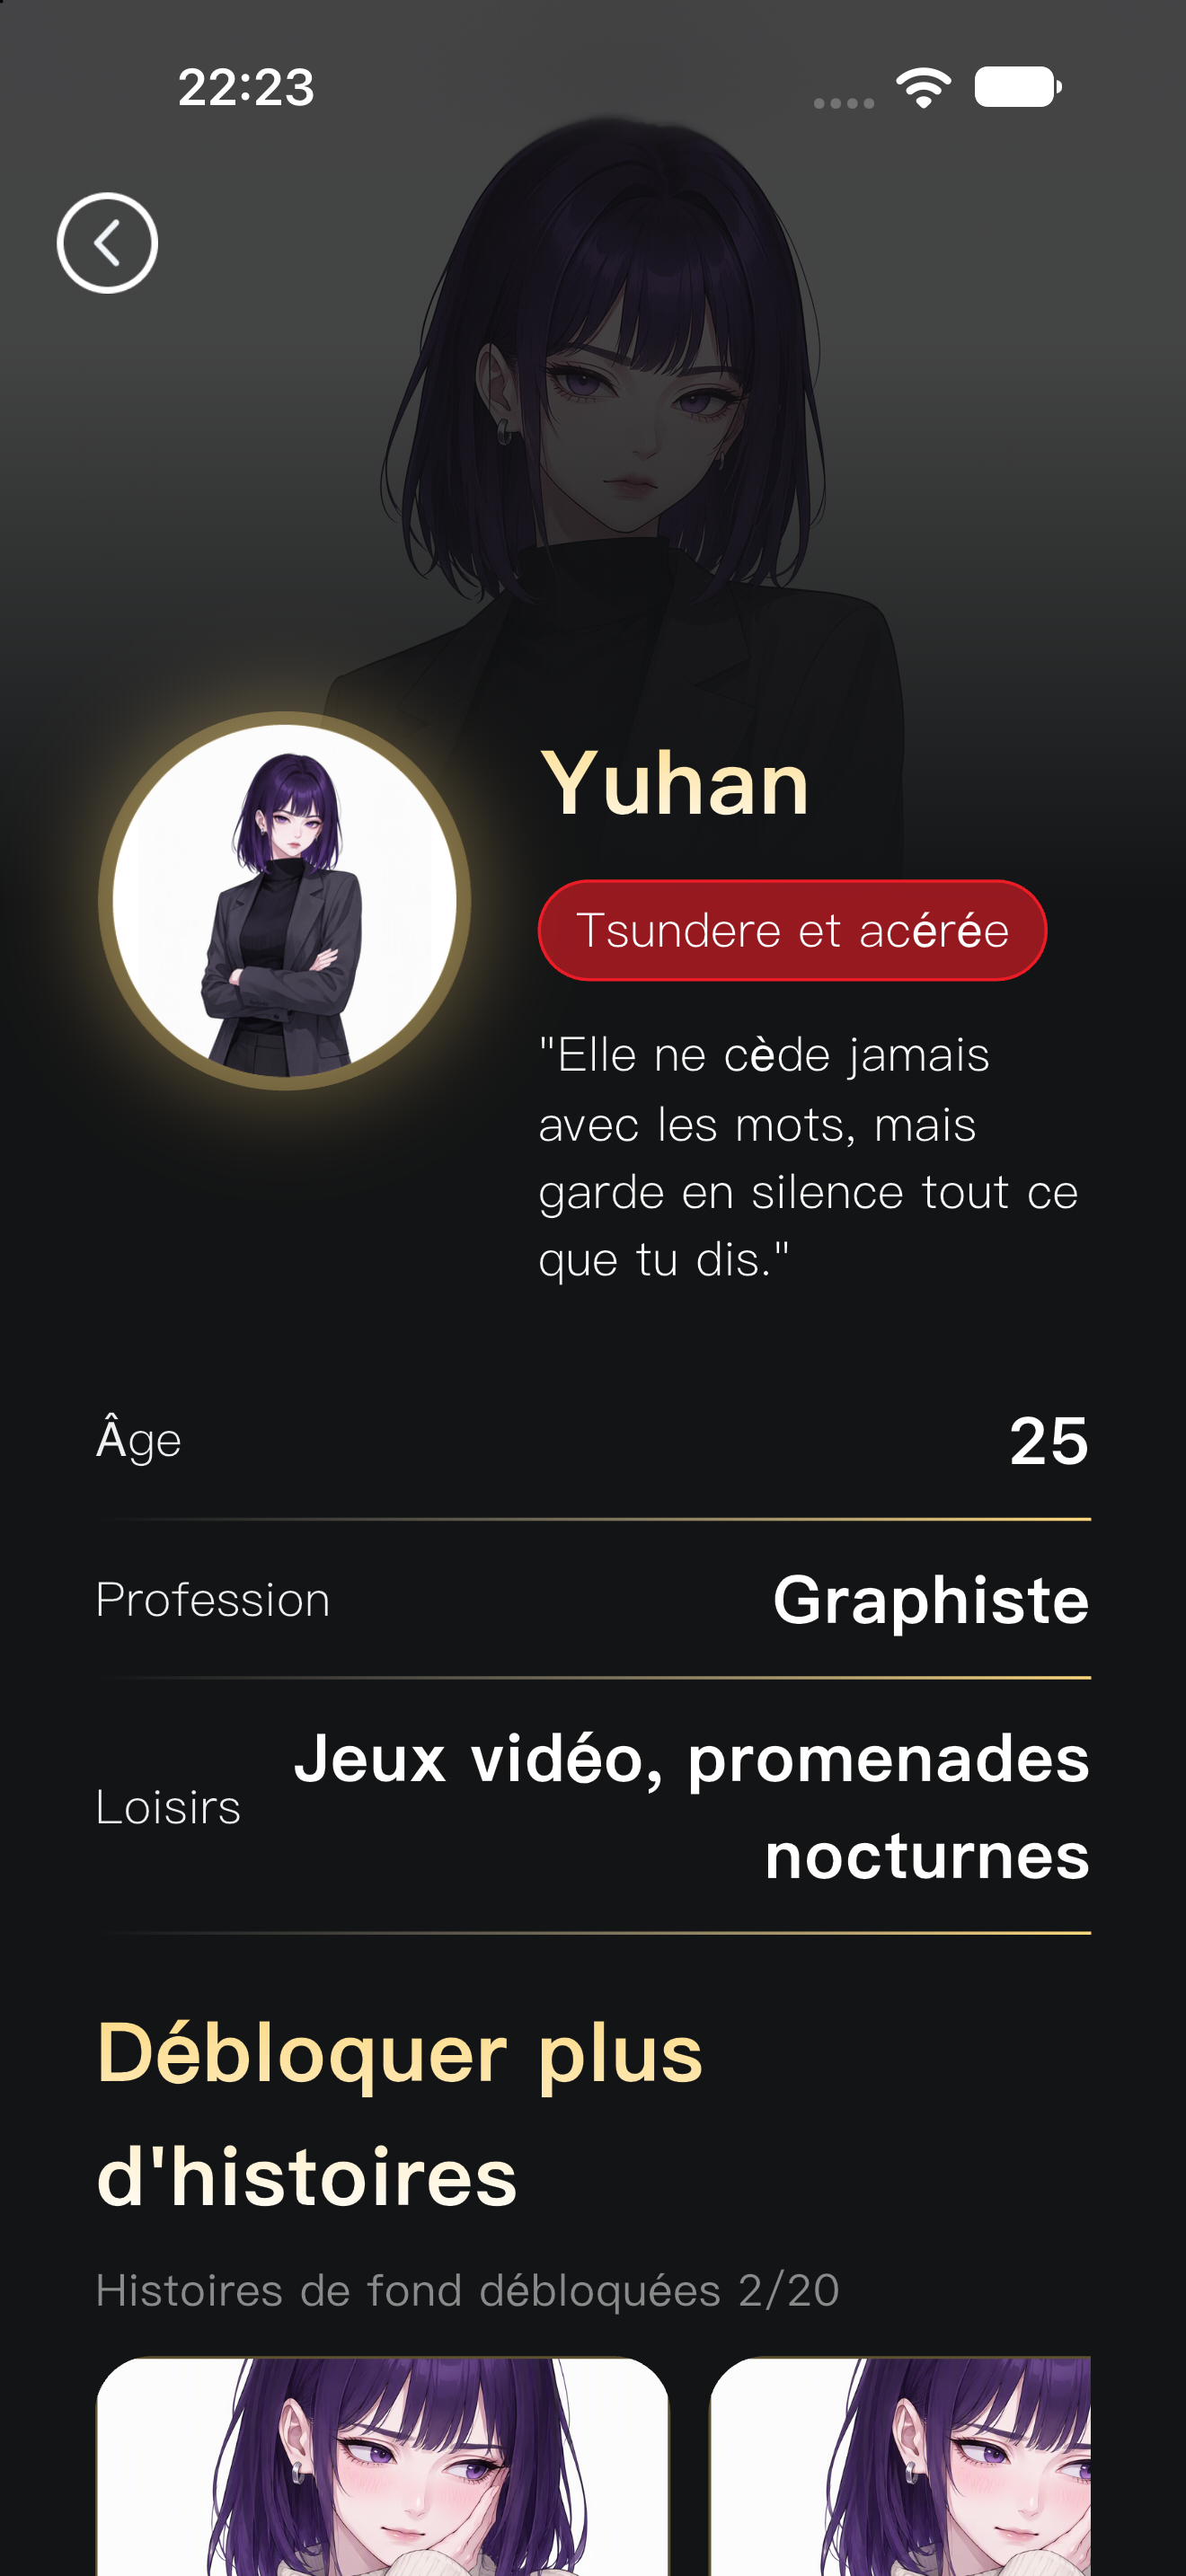 22:23
Yuhan
Tsundere et acérée
"Elle ne cède jamais
avec les mots, mais
garde en silence tout ce
que tu dis."
Âge
25
Profession
Graphiste
Loisirs
Jeux vidéo, promenades
nocturnes
Débloquer plus
d'histoires
Histoires de fond débloquées 2/20